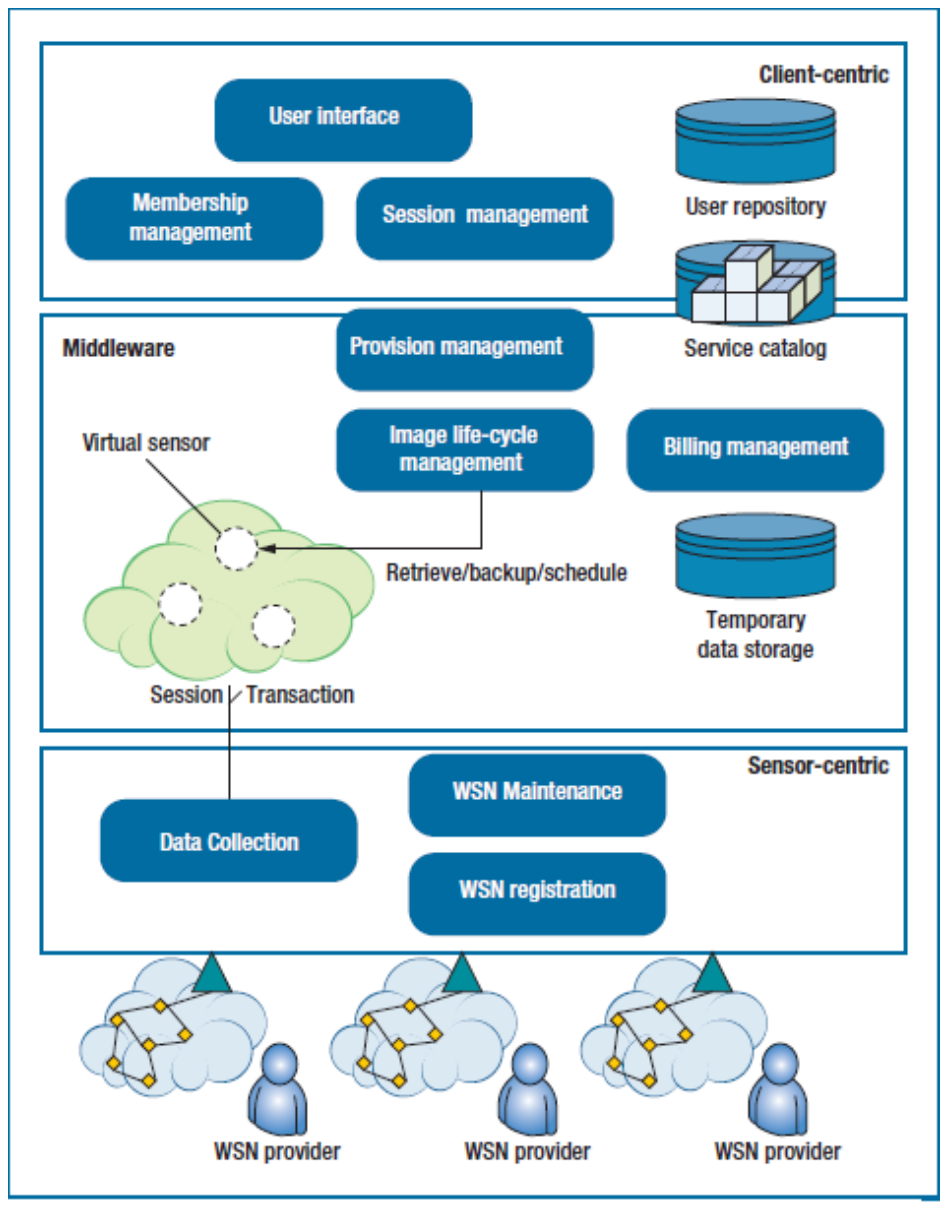 Client-centric
User interface
Membership
management
Session management
User repository
Service catalog
Middleware
Provision management
Virtual sensor
Image life-cycle
management
Billing management
Retrieve/backup/schedule
Temporary
data storage
Session
Transaction
Sensor-centric
WSN Maintenance
Data Collection
WSN registration
WSN provider
WSN provider
WSN provider